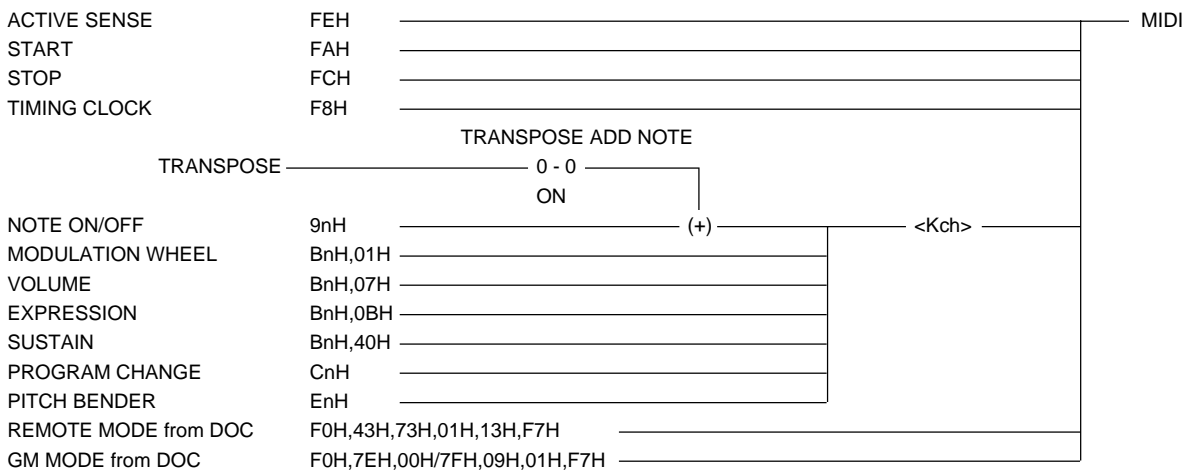 ACTIVE SENSE FEH MIDI
START FAH
STOP FCH
TIMING CLOCK F8H
TRANSPOSE ADD NOTE
TRANSPOSE 0 - 0
ON
NOTE ON/OFF 9nH (+) <Kch>
MODULATION WHEEL BnH,01H
VOLUME BnH,07H
EXPRESSION BnH,0BH
SUSTAIN BnH,40H
PROGRAM CHANGE CnH
PITCH BENDER EnH
REMOTE MODE from DOC F0H,43H,73H,01H,13H,F7H
GM MODE from DOC F0H,7EH,00H/7FH,09H,01H,F7H